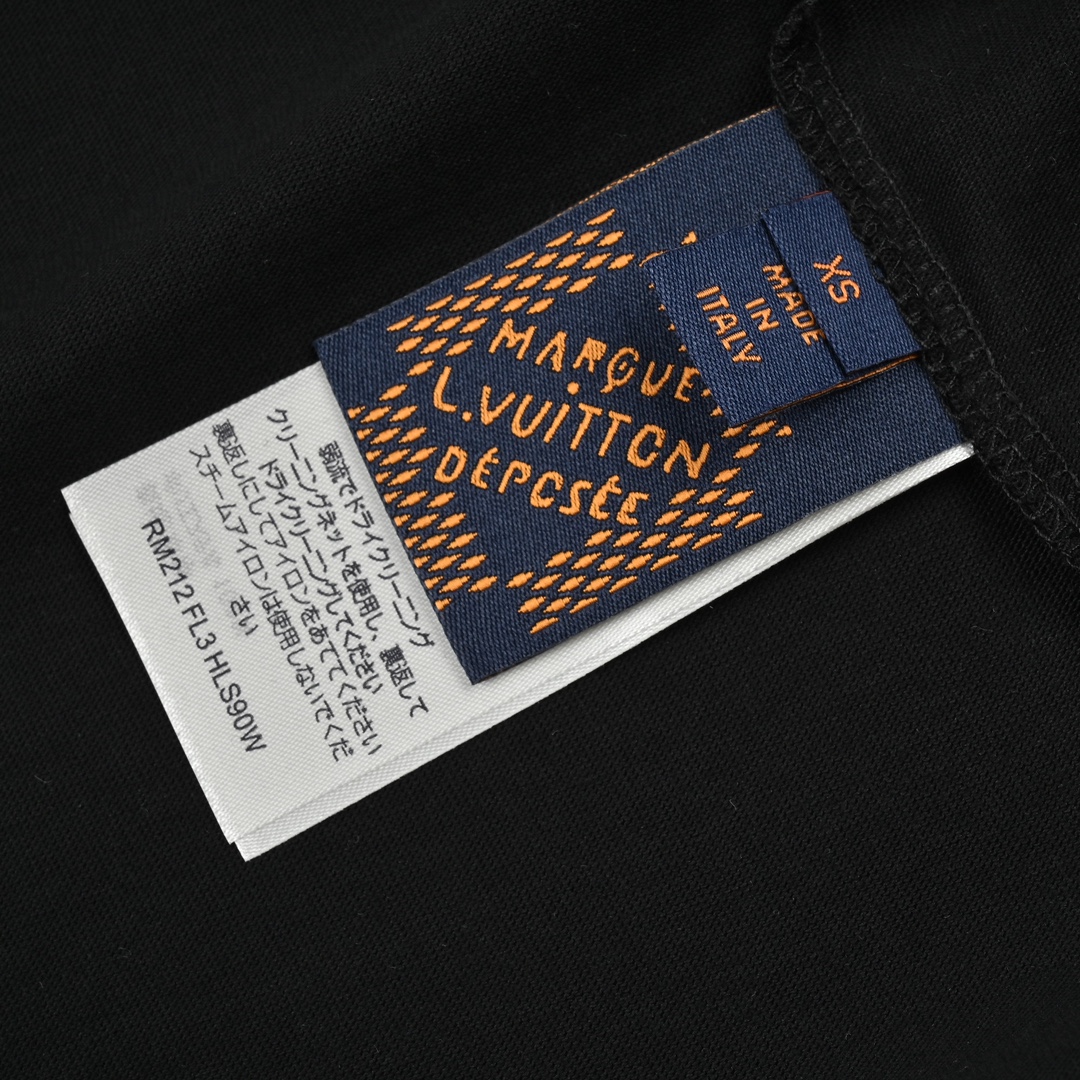 XS
MADE
IN
ITALY
MARQUE
L.VUITTON
DÉPOSÉE
弱流でドライクリーニング
クリーニングネットを使用し、裏返して
ドライクリーニングしてください
裏返しにしてアイロンをあててください
スチームアイロンは使用しないでくだ
さい
RM212 FL3 HLS90W